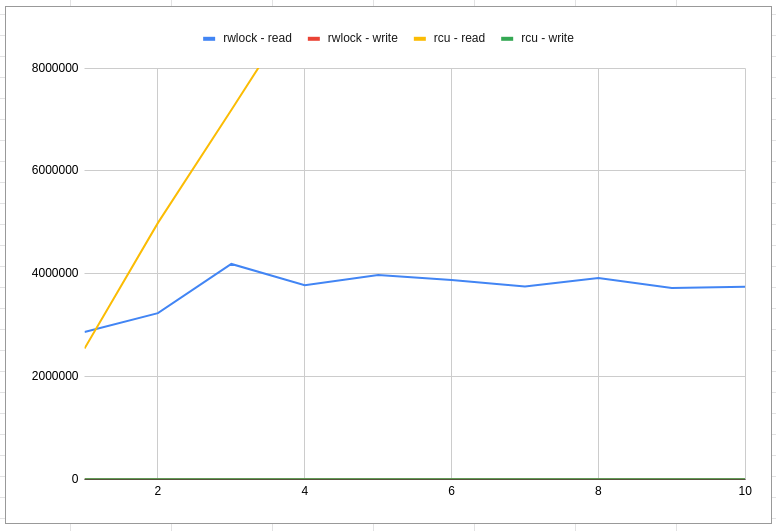 rwlock - read rwlock - write rcu - read rcu - write
8000000
6000000
4000000
2000000
0
2 4 6 8 10